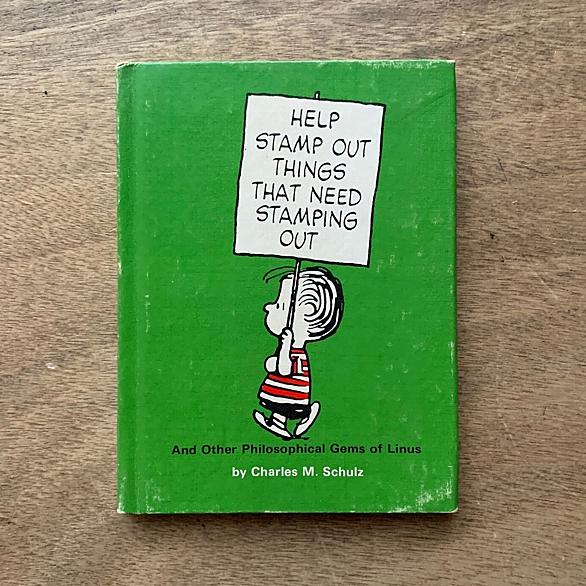 HELP
STAMP OUT
THINGS
THAT NEED
STAMPING
OUT
And Other Philosophical Gems of Linus
by Charles M. Schulz